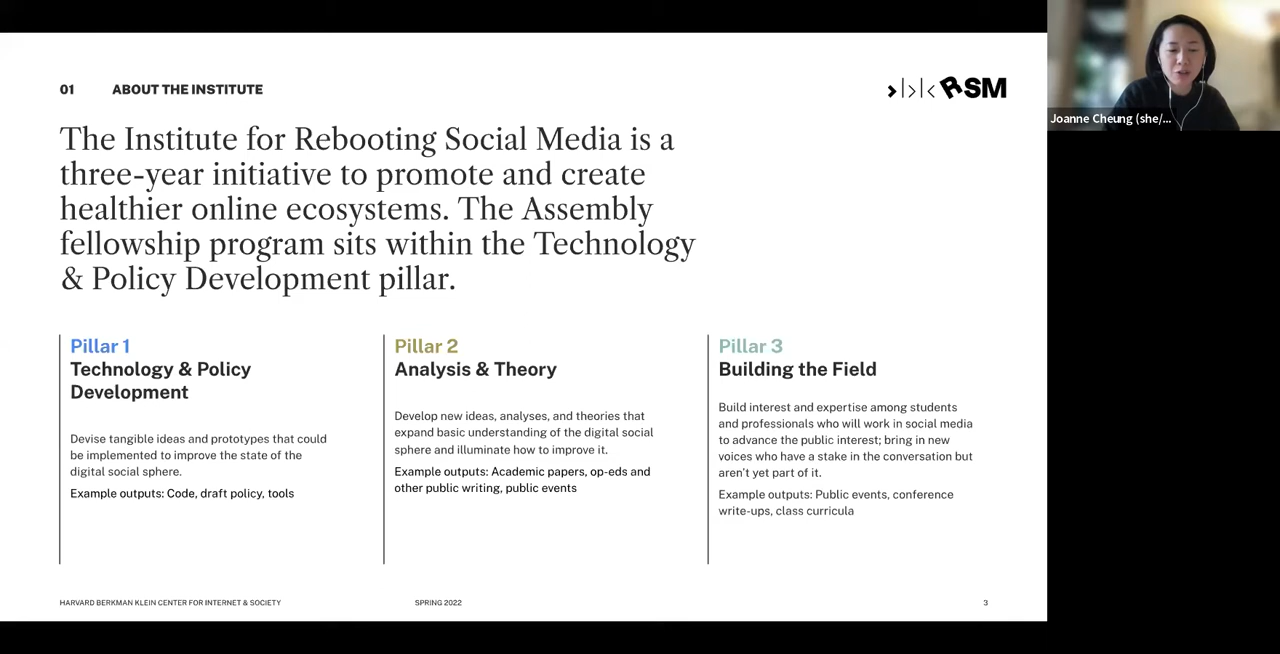 01 ABOUT THE INSTITUTE
RSM
Joanne Cheung (she/...
The Institute for Rebooting Social Media is a
three-year initiative to promote and create
healthier online ecosystems. The Assembly
fellowship program sits within the Technology
& Policy Development pillar.
Pillar 1
Technology & Policy
Development
Devise tangible ideas and prototypes that could
be implemented to improve the state of the
digital social sphere.
Example outputs: Code, draft policy, tools
Pillar 2
Analysis & Theory
Develop new ideas, analyses, and theories that
expand basic understanding of the digital social
sphere and illuminate how to improve it.
Example outputs: Academic papers, op-eds and
other public writing, public events
Pillar 3
Building the Field
Build interest and expertise among students
and professionals who will work in social media
to advance the public interest; bring in new
voices who have a stake in the conversation but
aren't yet part of it.
Example outputs: Public events, conference
write-ups, class curricula
HARVARD BERKMAN KLEIN CENTER FOR INTERNET & SOCIETY
SPRING 2022
3